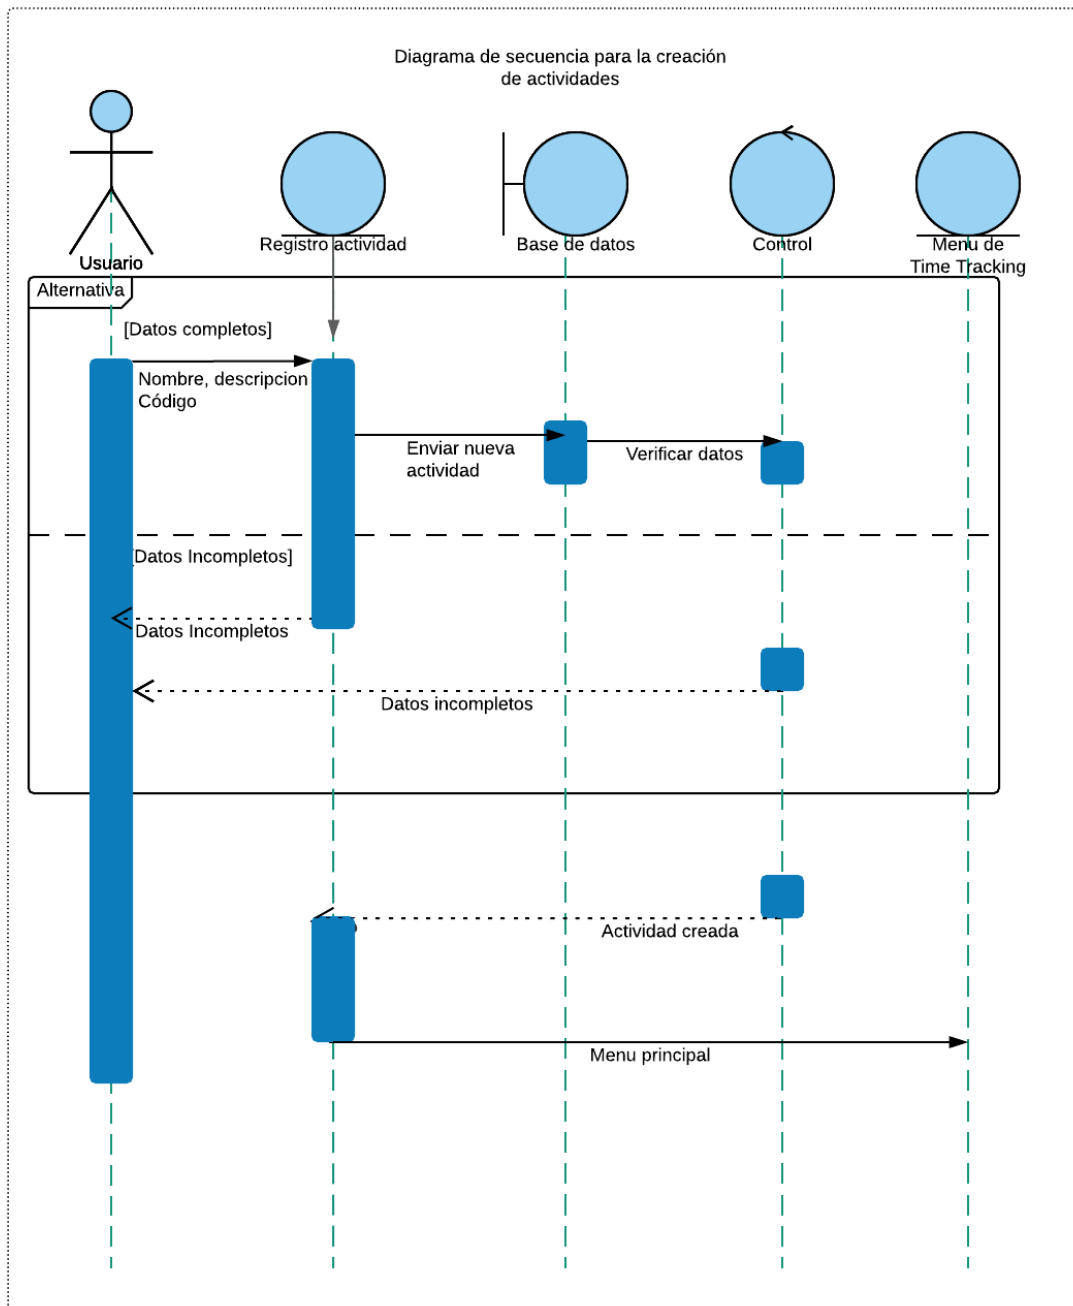 Diagrama de secuencia para la creación
de actividades
Usuario
Registro actividad
Base de datos
Control
Menu de
Time Tracking
Alternativa
[Datos completos]
Nombre, descripcion
Código
Enviar nueva
actividad
Verificar datos
[Datos Incompletos]
Datos Incompletos
Datos incompletos
Actividad creada
Menu principal